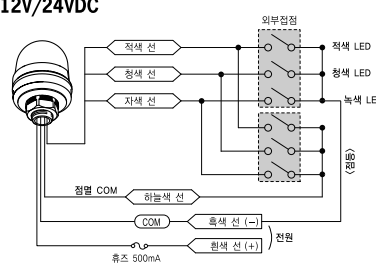 12V/24VDC
외부접점
적색 선
적색 LED
청색 선
청색 LED
자색 선
녹색 LE
<점등>
점멸 COM
하늘색 선
COM
흑색 선 (−)
전원
흰색 선 (+)
휴즈 500mA